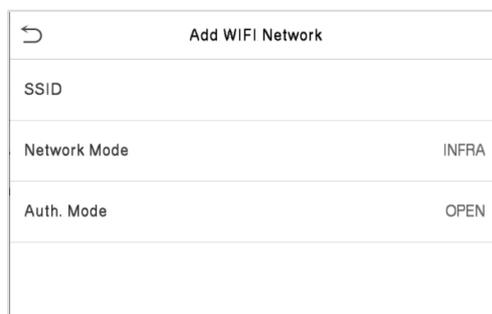 Add WIFI Network
SSID
Network Mode INFRA
Auth. Mode OPEN